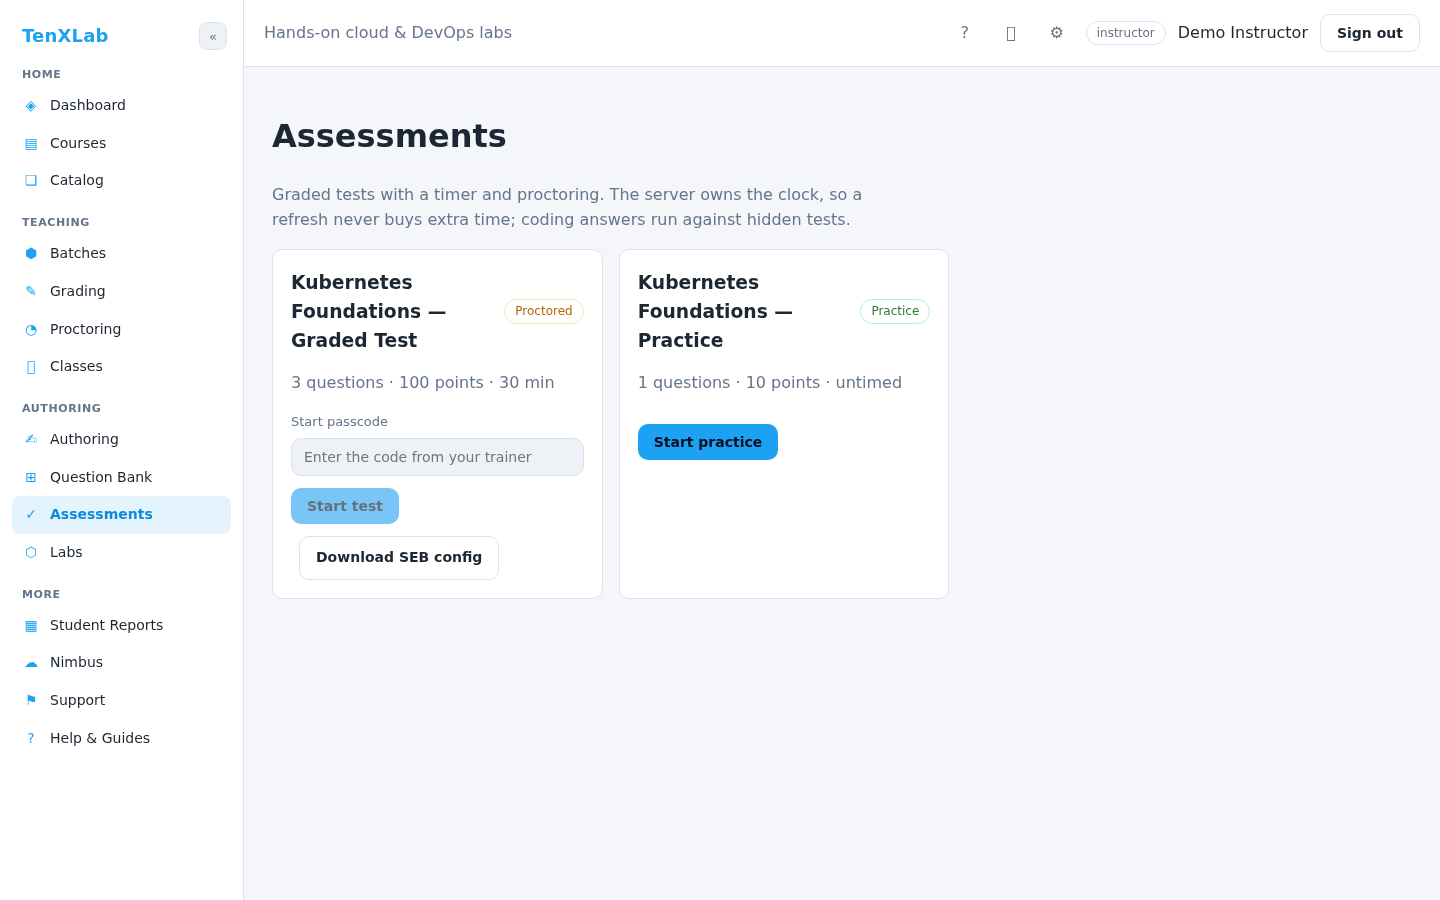 TenXLab
«
Hands-on cloud & DevOps labs
?
instructor
Demo Instructor
Sign out
HOME
Dashboard
Courses
Catalog
TEACHING
Batches
Grading
Proctoring
Classes
AUTHORING
Authoring
Question Bank
Assessments
Labs
MORE
Student Reports
Nimbus
Support
? Help & Guides
Assessments
Graded tests with a timer and proctoring. The server owns the clock, so a
refresh never buys extra time; coding answers run against hidden tests.
Kubernetes
Foundations —
Graded Test
Proctored
3 questions · 100 points · 30 min
Start passcode
Enter the code from your trainer
Start test
Download SEB config
Kubernetes
Foundations —
Practice
Practice
1 questions · 10 points · untimed
Start practice